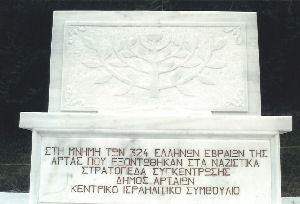 ΣΤΗ ΜΝΗΜΗ ΤΩΝ 324 ΕΛΛΗΝΩΝ ΕΒΡΑΙΩΝ ΤΗΣ
ΑΡΤΑΣ ΠΟΥ ΕΞΟΝΤΩΘΗΚΑΝ ΣΤΑ ΝΑΖΙΣΤΙΚΑ
ΣΤΡΑΤΟΠΕΔΑ ΣΥΓΚΕΝΤΡΩΣΗΣ
ΔΗΜΟΣ ΑΡΤΑΙΩΝ
ΚΕΝΤΡΙΚΟ ΙΣΡΑΗΛΙΤΙΚΟ ΣΥΜΒΟΥΛΙΟ